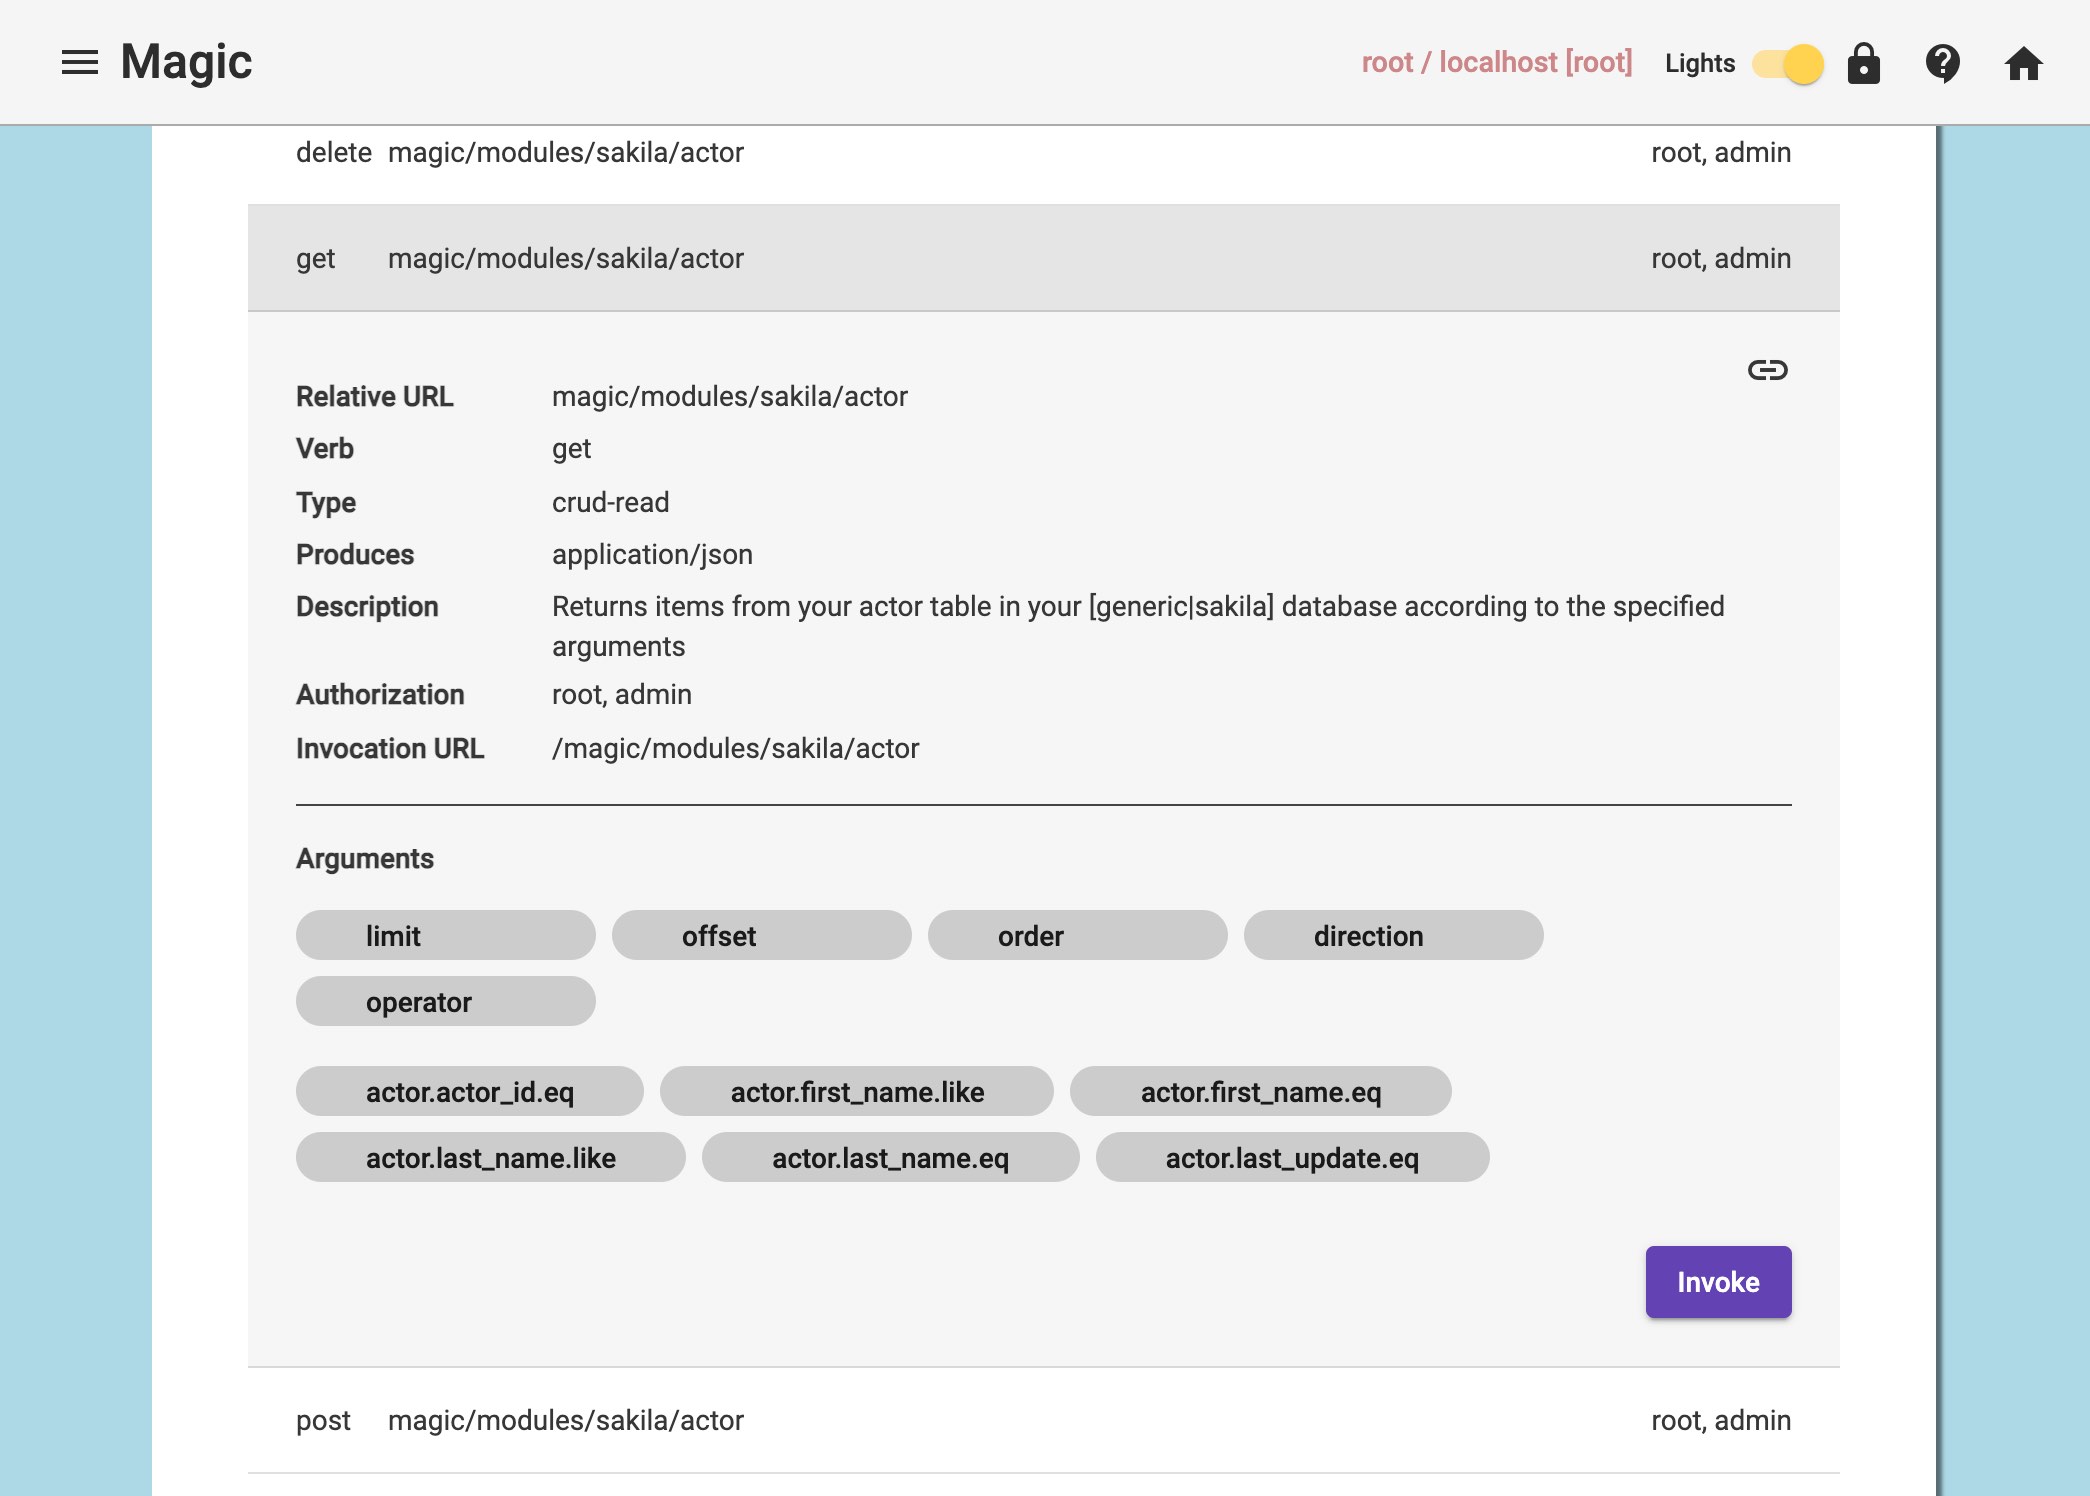 Magic root / localhost [root] Lights
delete magic/modules/sakila/actor root, admin
get magic/modules/sakila/actor root, admin
Relative URL magic/modules/sakila/actor
Verb get
Type crud-read
Produces application/json
Description Returns items from your actor table in your [generic|sakila] database according to the specified
arguments
Authorization root, admin
Invocation URL /magic/modules/sakila/actor
Arguments
limit offset order direction
operator
actor.actor_id.eq actor.first_name.like actor.first_name.eq
actor.last_name.like actor.last_name.eq actor.last_update.eq
Invoke
post magic/modules/sakila/actor root, admin